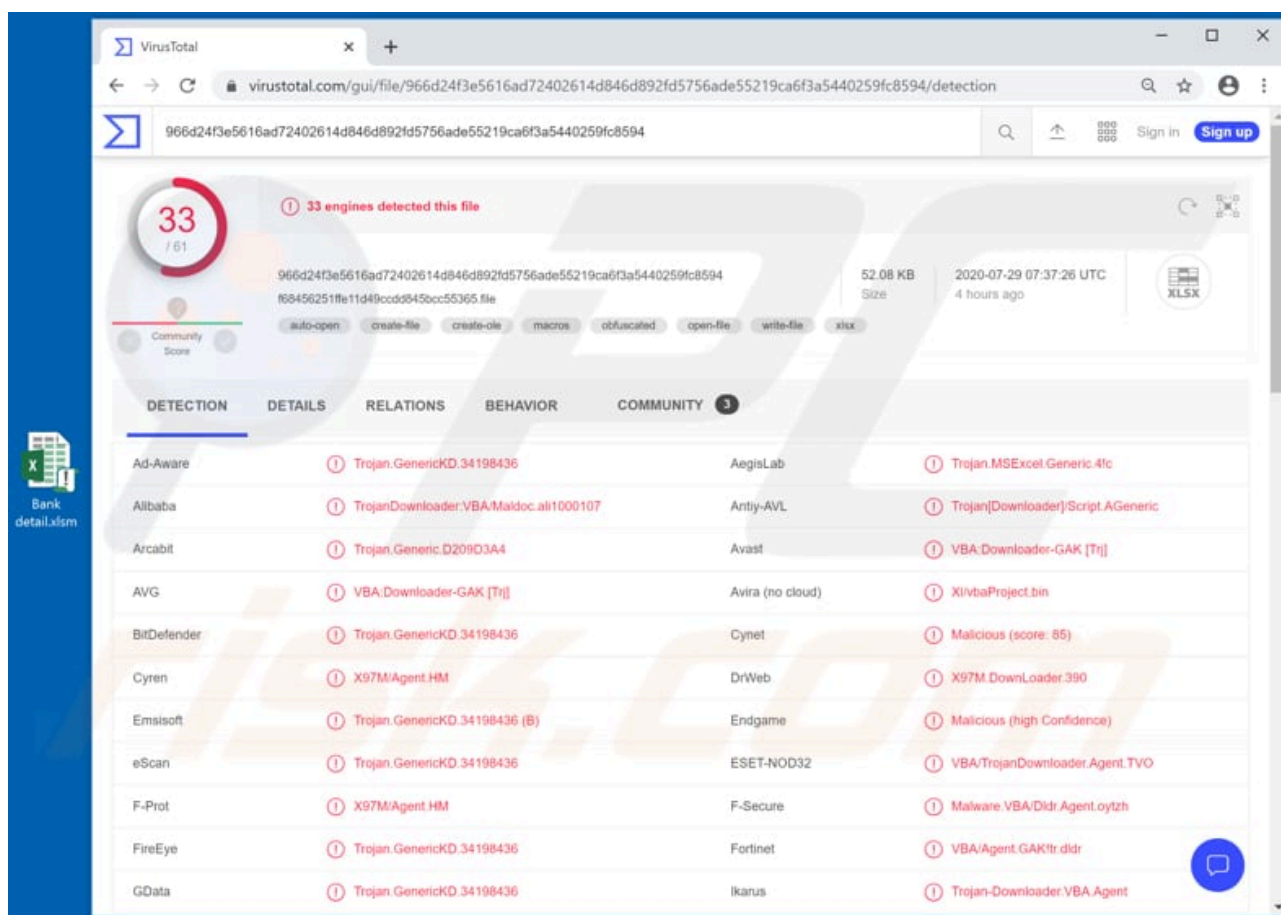 VirusTotal
virustotal.com/gui/file/966d24f3e5616ad72402614d846d892fd5756ade55219ca6f3a5440259fc8594/detection
966d24f3e5616ad72402614d846d892fd5756ade55219ca6f3a5440259fc8594
Sign in
Sign up
33
/ 61
33 engines detected this file
966d24f3e5616ad72402614d846d892fd5756ade55219ca6f3a5440259fc8594
f68456251ffe11d49ccdd845bcc55365.file
52.08 KB
Size
2020-07-29 07:37:26 UTC
4 hours ago
XLSX
auto-open create-file create-ole macros obfuscated open-file write-file xlsx
Community
Score
DETECTION DETAILS RELATIONS BEHAVIOR COMMUNITY 3
Ad-Aware Trojan.GenericKD.34198436 AegisLab Trojan.MSExcel.Generic.4!c
Alibaba TrojanDownloader:VBA/Maldoc.ali1000107 Antiy-AVL Trojan[Downloader]/Script.AGeneric
Arcabit Trojan.Generic.D209D3A4 Avast VBA:Downloader-GAK [Trj]
AVG VBA:Downloader-GAK [Trj] Avira (no cloud) Xl/vbaProject.bin
BitDefender Trojan.GenericKD.34198436 Cynet Malicious (score: 85)
Cyren X97M/Agent.HM DrWeb X97M.DownLoader.390
Emsisoft Trojan.GenericKD.34198436 (B) Endgame Malicious (high Confidence)
eScan Trojan.GenericKD.34198436 ESET-NOD32 VBA/TrojanDownloader.Agent.TVO
F-Prot X97M/Agent.HM F-Secure Malware.VBA/Dldr.Agent.oytzh
FireEye Trojan.GenericKD.34198436 Fortinet VBA/Agent.GAK!tr.dldr
GData Trojan.GenericKD.34198436 Ikarus Trojan-Downloader.VBA.Agent
Bank
detail.xlsm
PC
risk.com